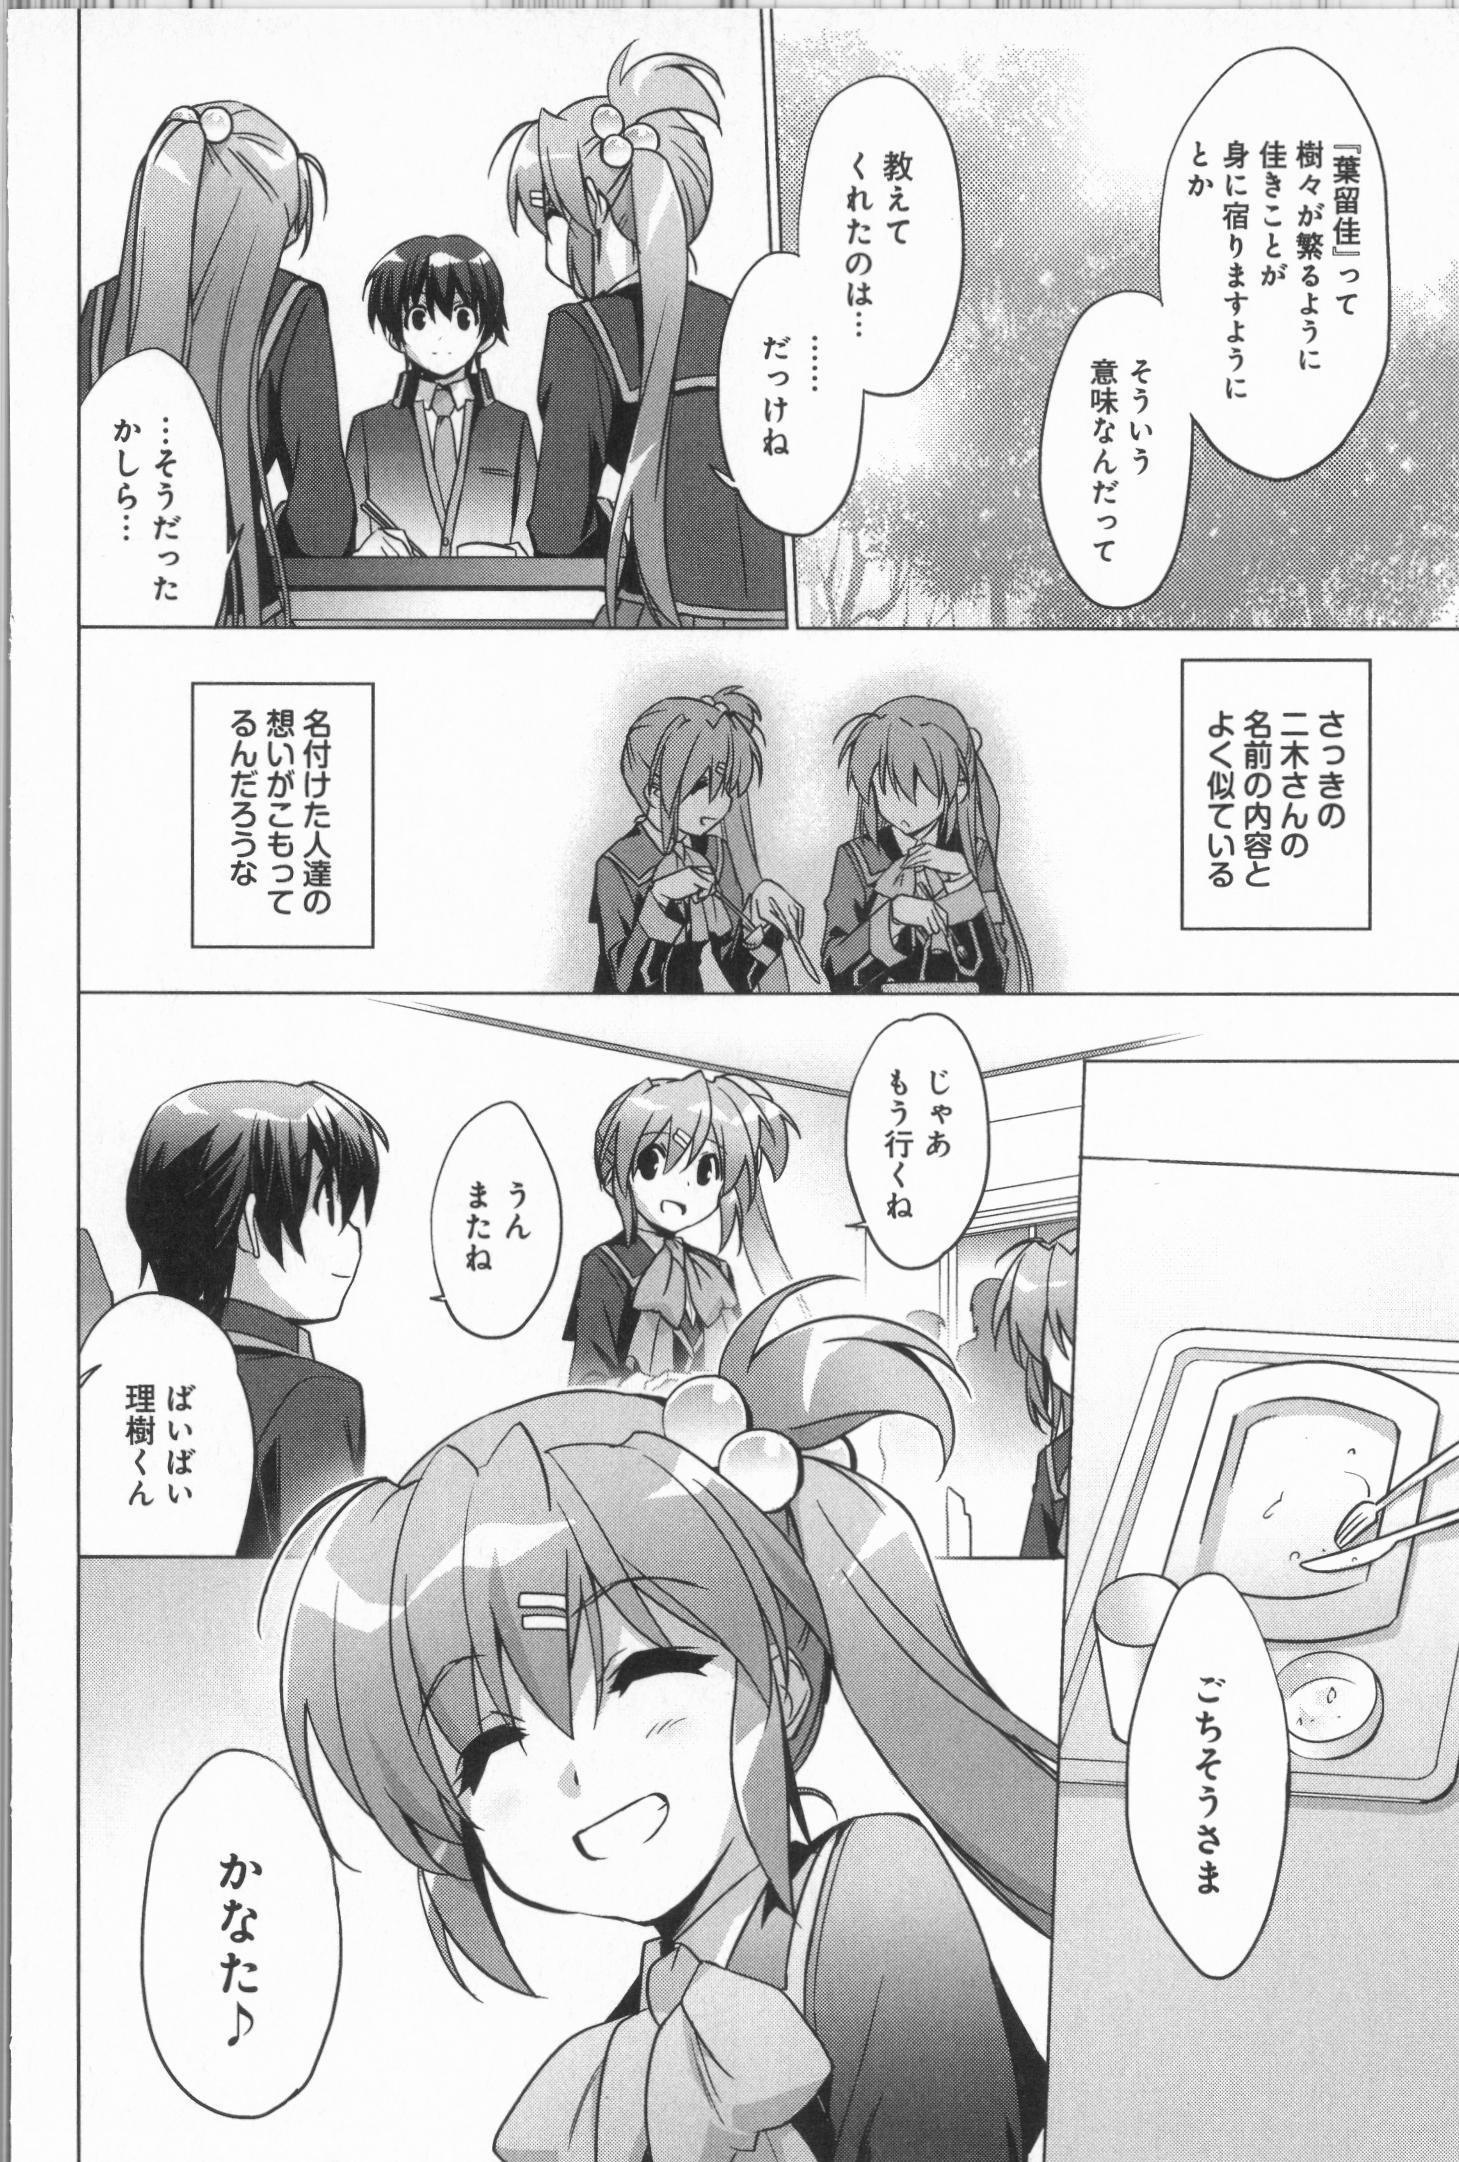 『葉留佳』って
樹々が繁るように
佳きことが
身に宿りますように
とか
そういう
意味なんだって
教えて
くれたのは…
……
だっけね
…そうだった
かしら…
さっきの
二木さんの
名前の内容と
よく似ている
名付けた人達の
想いがこもって
るんだろうな
ごちそうさま
じゃあ
もう行くね
うん
またね
ばいばい
理樹くん
かなた♪